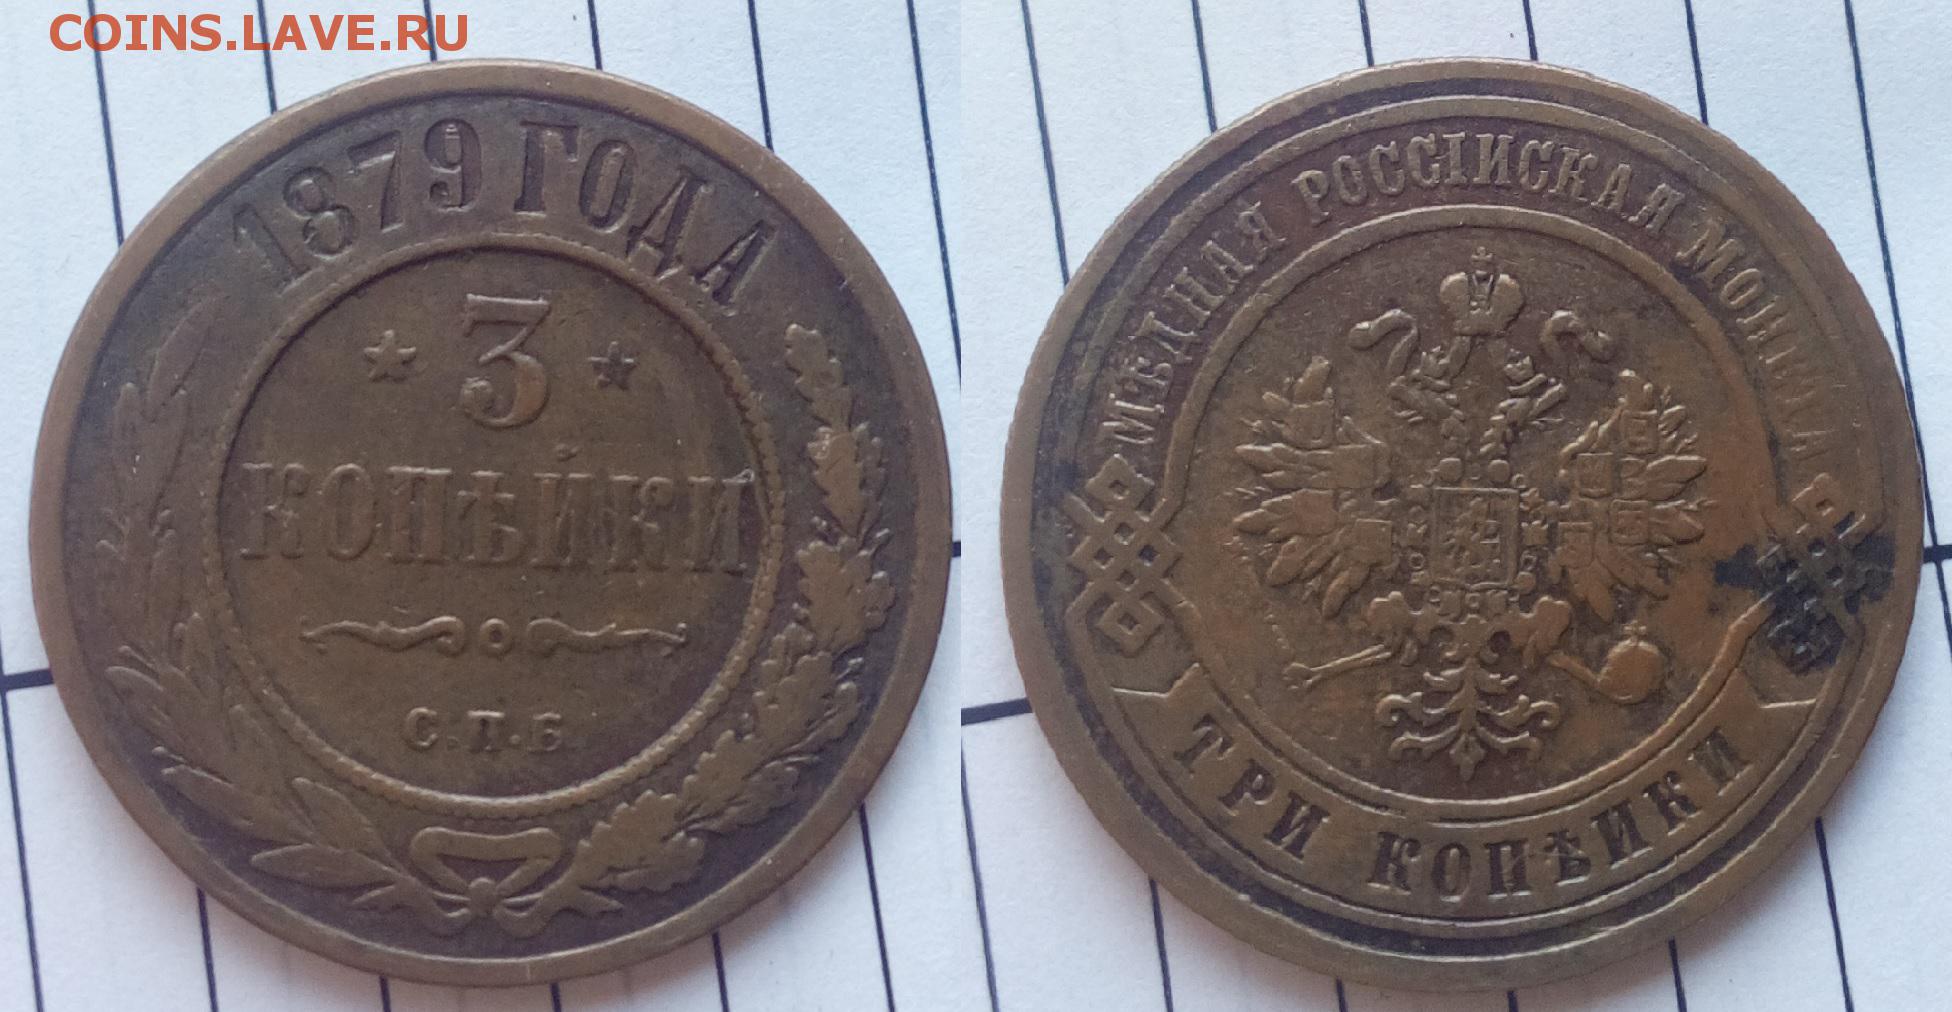 COINS.LAVE.RU
1879 ГОДА
3
КОПѢЙКИ
С.П.Б.
МѢДНАЯ РОССІЙСКАЯ МОНЕТА
ТРИ КОПѢЙКИ